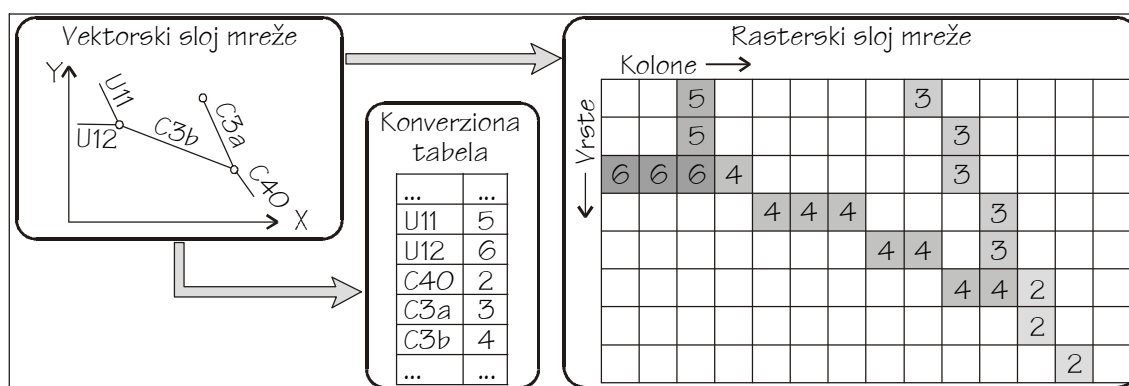 Vektorski sloj mreže
Y
U11
U12
C3b
C3a
C40
X
Konverziona
tabela
... ...
U11 5
U12 6
C40 2
C3a 3
C3b 4
... ...
Rasterski sloj mreže
Kolone
Vrste
5 3
5 3
6 6 6 4 3
4 4 4 3
4 4 3
4 4 2
2
2